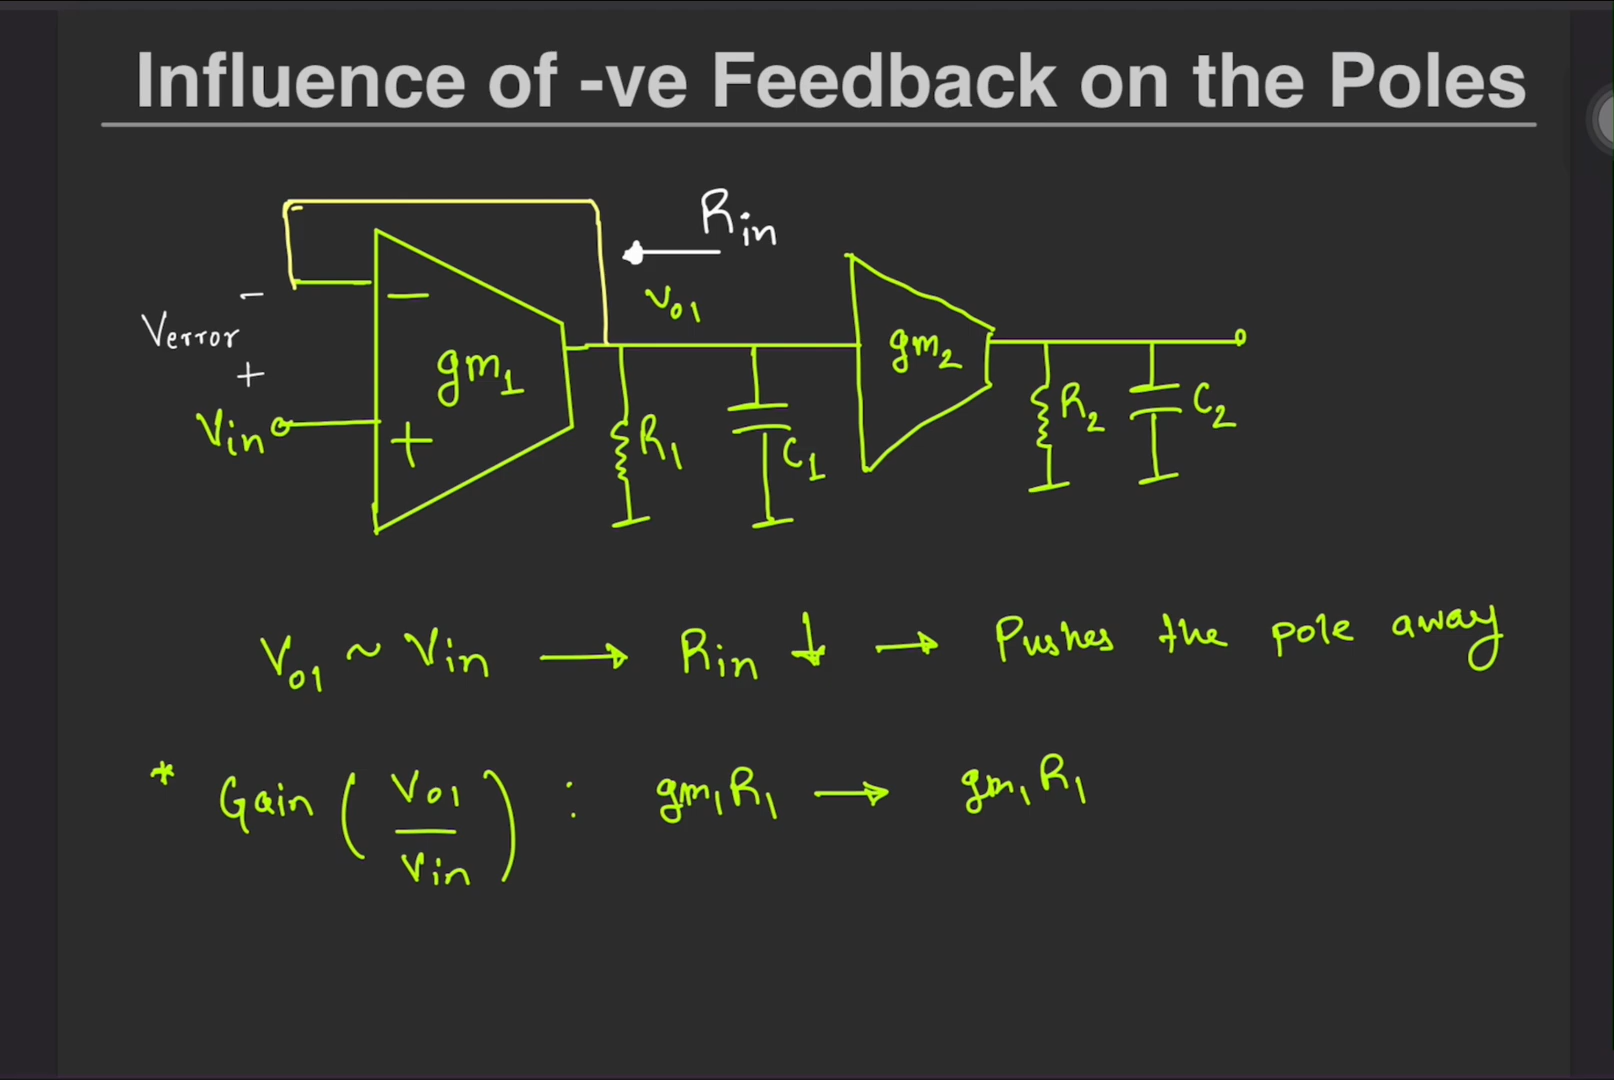 Influence of -ve Feedback on the Poles
Rin
Vo1
-
Verror
+
Vin
-
gm1
+
R1
C1
gm2
R2
C2
Vo1 ~ Vin → Rin ↓ → Pushes the pole away
* Gain (Vo1/Vin) : gm1R1 → gm1R1